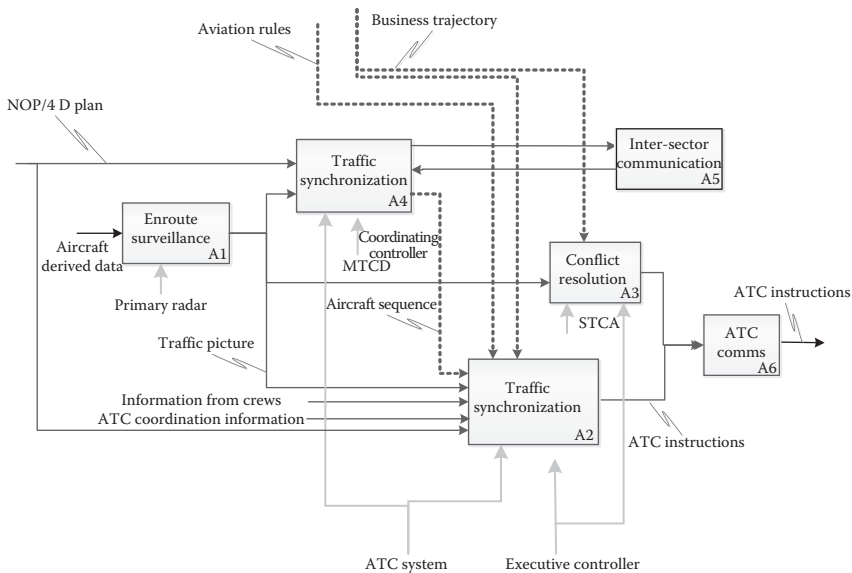 Business trajectory
Aviation rules
NOP/4 D plan
Traffic
synchronization
A4
Inter-sector
communication
A5
Enroute
surveillance
A1
Aircraft
derived data
Primary radar
Coordinating
controller
MTCD
Conflict
resolution
A3
STCA
Aircraft sequence
ATC instructions
ATC
comms
A6
Traffic picture
Information from crews
ATC coordination information
Traffic
synchronization
A2
ATC instructions
ATC system
Executive controller